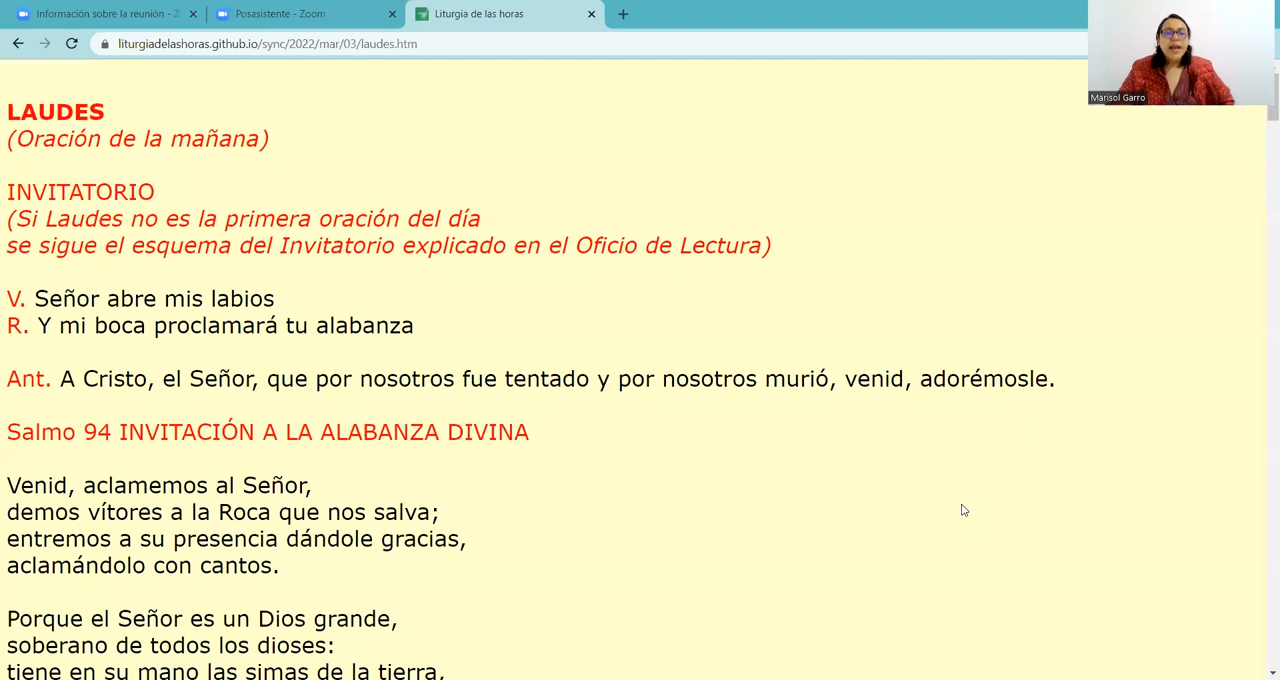 Información sobre la reunión - Z
Posasistente - Zoom
Liturgia de las horas
liturgiadelashoras.github.io/sync/2022/mar/03/laudes.htm
Marisol Garro
LAUDES
(Oración de la mañana)
INVITATORIO
(Si Laudes no es la primera oración del día
se sigue el esquema del Invitatorio explicado en el Oficio de Lectura)
V. Señor abre mis labios
R. Y mi boca proclamará tu alabanza
Ant. A Cristo, el Señor, que por nosotros fue tentado y por nosotros murió, venid, adorémosle.
Salmo 94 INVITACIÓN A LA ALABANZA DIVINA
Venid, aclamemos al Señor,
demos vítores a la Roca que nos salva;
entremos a su presencia dándole gracias,
aclamándolo con cantos.
Porque el Señor es un Dios grande,
soberano de todos los dioses:
tiene en su mano las simas de la tierra,